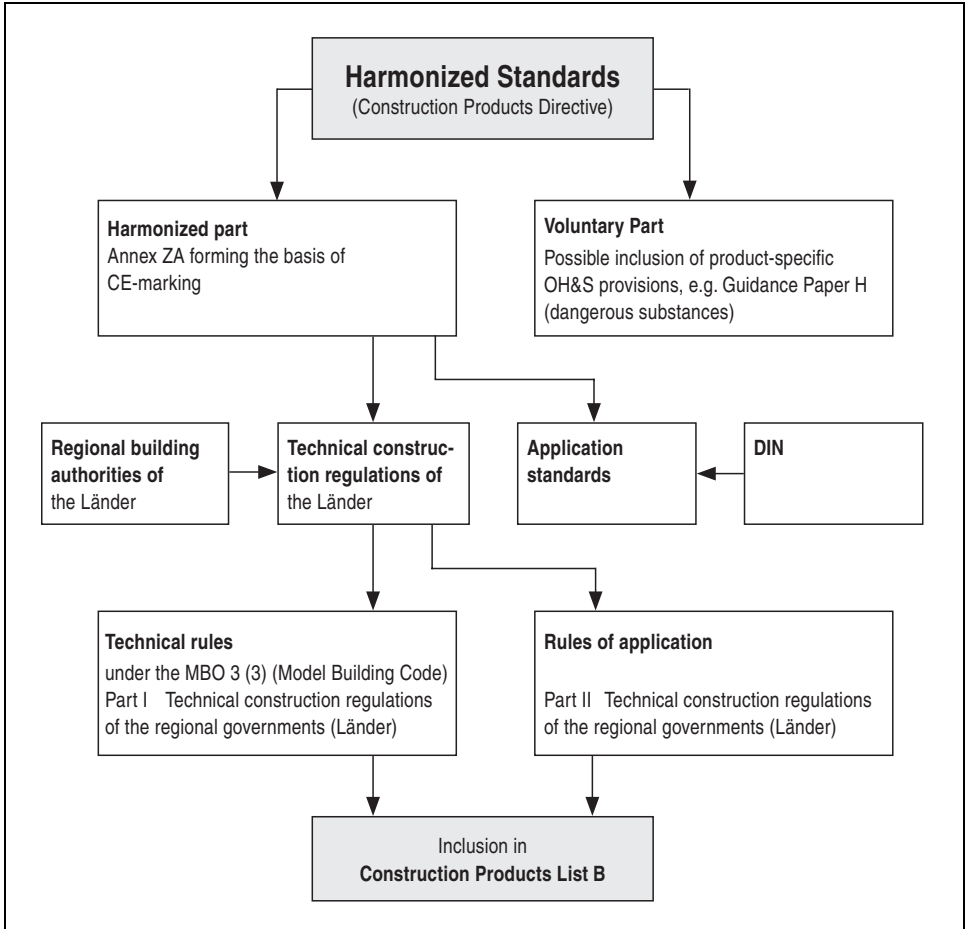 Harmonized Standards
(Construction Products Directive)
Harmonized part
Annex ZA forming the basis of
CE-marking
Voluntary Part
Possible inclusion of product-specific
OH&S provisions, e.g. Guidance Paper H
(dangerous substances)
Regional building
authorities of
the Länder
Technical construc-
tion regulations of
the Länder
Application
standards
DIN
Technical rules
under the MBO 3 (3) (Model Building Code)
Part I Technical construction regulations
of the regional governments (Länder)
Rules of application
Part II Technical construction regulations
of the regional governments (Länder)
Inclusion in
Construction Products List B